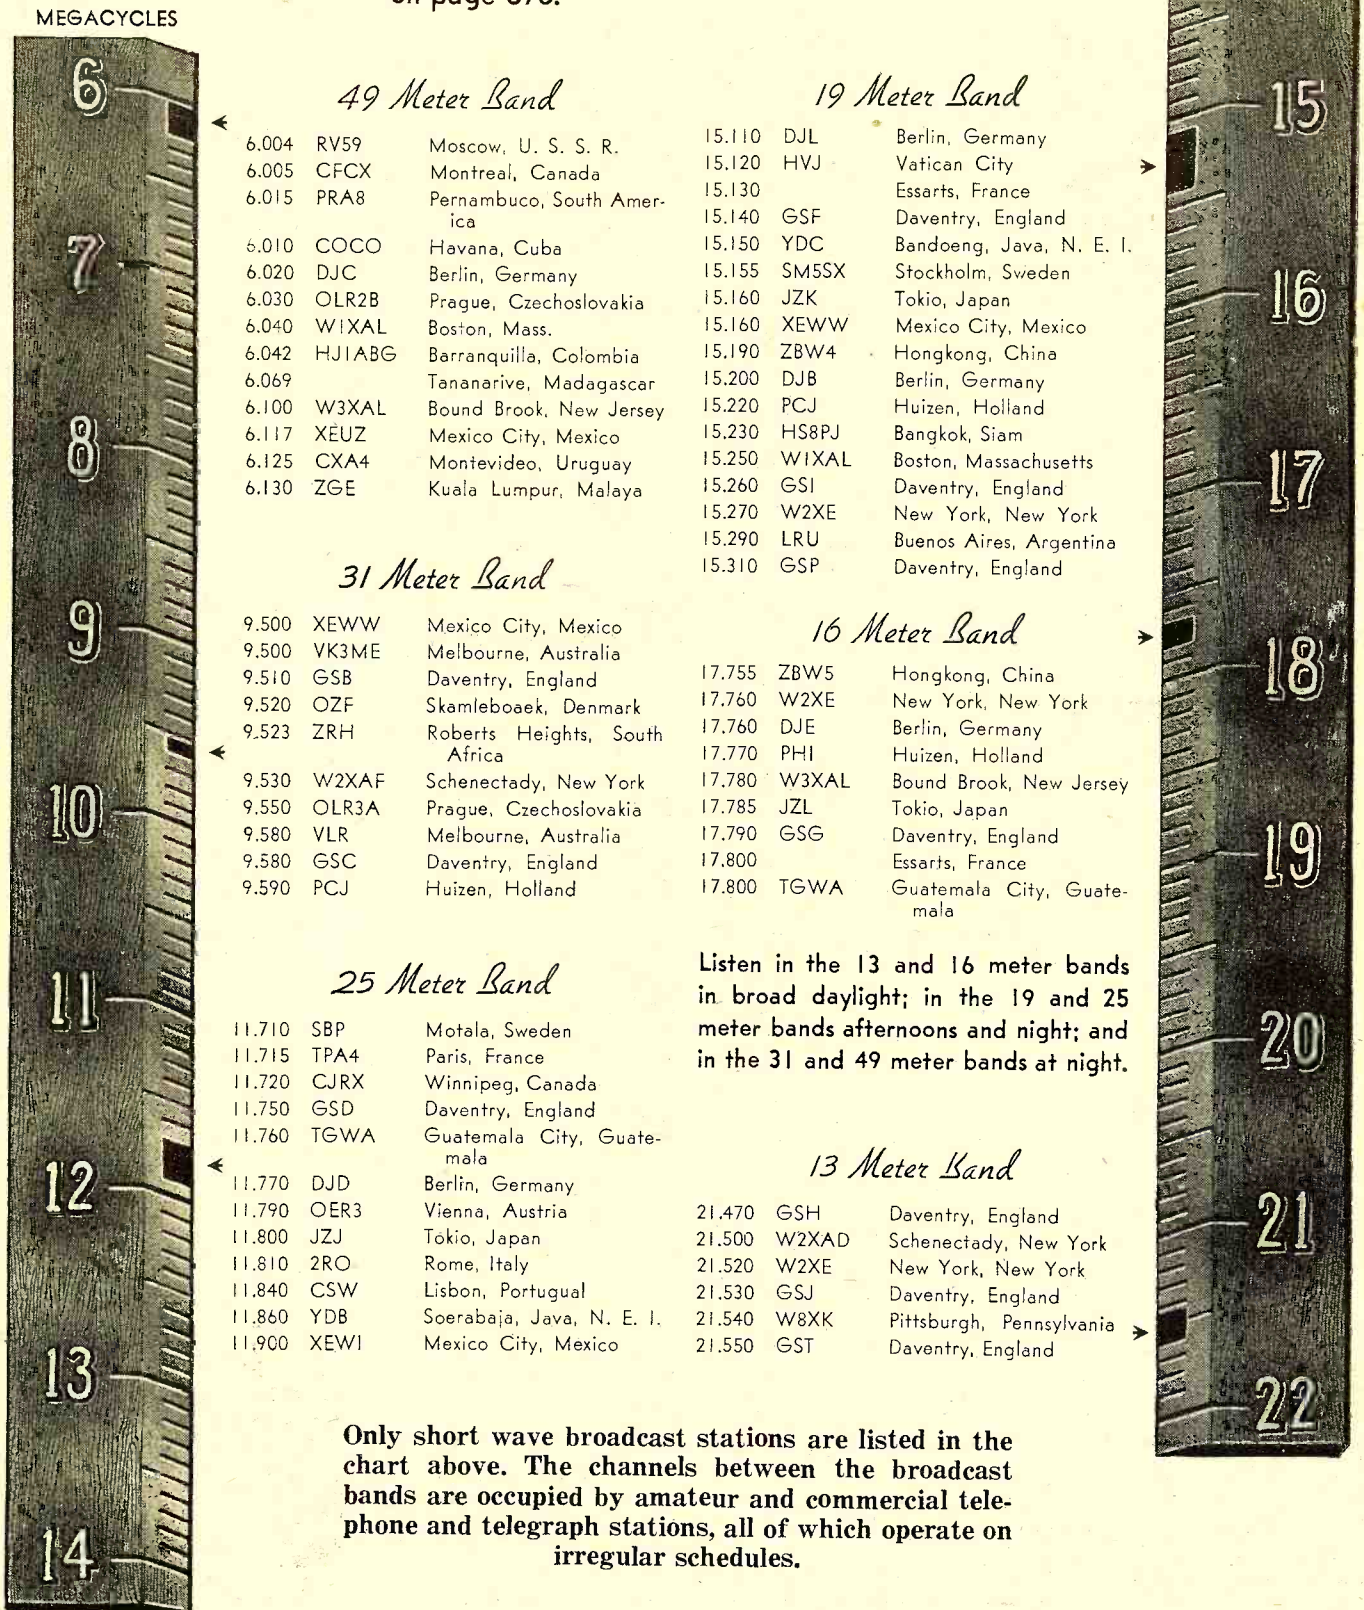 on page 576.
MEGACYCLES
6
7
8
9
10
11
12
13
14
49 Meter Band
6.004 RV59 Moscow, U. S. S. R.
6.005 CFCX Montreal, Canada
6.015 PRA8 Pernambuco, South Amer-
ica
6.010 COCO Havana, Cuba
6.020 DJC Berlin, Germany
6.030 OLR2B Prague, Czechoslovakia
6.040 W1XAL Boston, Mass.
6.042 HJ1ABG Barranquilla, Colombia
6.069 Tananarive, Madagascar
6.100 W3XAL Bound Brook, New Jersey
6.117 XEUZ Mexico City, Mexico
6.125 CXA4 Montevideo, Uruguay
6.130 ZGE Kuala Lumpur, Malaya
31 Meter Band
9.500 XEWW Mexico City, Mexico
9.500 VK3ME Melbourne, Australia
9.510 GSB Daventry, England
9.520 OZF Skamleboaek, Denmark
9.523 ZRH Roberts Heights, South
Africa
9.530 W2XAF Schenectady, New York
9.550 OLR3A Prague, Czechoslovakia
9.580 VLR Melbourne, Australia
9.580 GSC Daventry, England
9.590 PCJ Huizen, Holland
25 Meter Band
11.710 SBP Motala, Sweden
11.715 TPA4 Paris, France
11.720 CJRX Winnipeg, Canada
11.750 GSD Daventry, England
11.760 TGWA Guatemala City, Guate-
mala
11.770 DJD Berlin, Germany
11.790 OER3 Vienna, Austria
11.800 JZJ Tokio, Japan
11.810 2RO Rome, Italy
11.840 CSW Lisbon, Portugual
11.860 YDB Soerabaja, Java, N. E. I.
11.900 XEWI Mexico City, Mexico
19 Meter Band
15.110 DJL Berlin, Germany
15.120 HVJ Vatican City
15.130 Essarts, France
15.140 GSF Daventry, England
15.150 YDC Bandoeng, Java, N. E. I.
15.155 SM5SX Stockholm, Sweden
15.160 JZK Tokio, Japan
15.160 XEWW Mexico City, Mexico
15.190 ZBW4 Hongkong, China
15.200 DJB Berlin, Germany
15.220 PCJ Huizen, Holland
15.230 HS8PJ Bangkok, Siam
15.250 W1XAL Boston, Massachusetts
15.260 GSI Daventry, England
15.270 W2XE New York, New York
15.290 LRU Buenos Aires, Argentina
15.310 GSP Daventry, England
16 Meter Band
17.755 ZBW5 Hongkong, China
17.760 W2XE New York, New York
17.760 DJE Berlin, Germany
17.770 PHI Huizen, Holland
17.780 W3XAL Bound Brook, New Jersey
17.785 JZL Tokio, Japan
17.790 GSG Daventry, England
17.800 Essarts, France
17.800 TGWA Guatemala City, Guate-
mala
Listen in the 13 and 16 meter bands
in broad daylight; in the 19 and 25
meter bands afternoons and night; and
in the 31 and 49 meter bands at night.
13 Meter Band
21.470 GSH Daventry, England
21.500 W2XAD Schenectady, New York
21.520 W2XE New York, New York
21.530 GSJ Daventry, England
21.540 W8XK Pittsburgh, Pennsylvania
21.550 GST Daventry, England
15
16
17
18
19
20
21
22
Only short wave broadcast stations are listed in the
chart above. The channels between the broadcast
bands are occupied by amateur and commercial tele-
phone and telegraph stations, all of which operate on
irregular schedules.